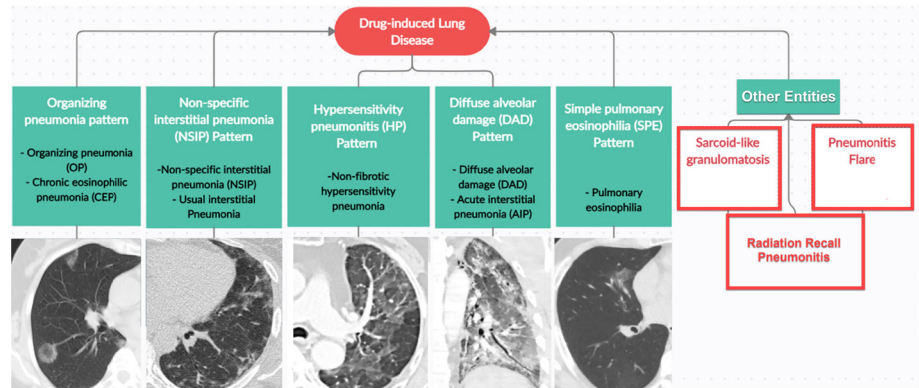 Drug-induced Lung
Disease
Organizing
pneumonia pattern
- Organizing pneumonia
(OP)
- Chronic eosinophilic
pneumonia (CEP)
Non-specific
interstitial pneumonia
(NSIP) Pattern
-Non-specific interstitial
pneumonia (NSIP)
- Usual interstitial
Pneumonia
Hypersensitivity
pneumonitis (HP)
Pattern
-Non-fibrotic
hypersensitivity
pneumonia
Diffuse alveolar
damage (DAD)
Pattern
- Diffuse alveolar
damage (DAD)
- Acute interstitial
pneumonia (AIP)
Simple pulmonary
eosinophilia (SPE)
Pattern
- Pulmonary
eosinophilia
Other Entities
Sarcoid-like
granulomatosis
Pneumonitis
Flare
Radiation Recall
Pneumonitis